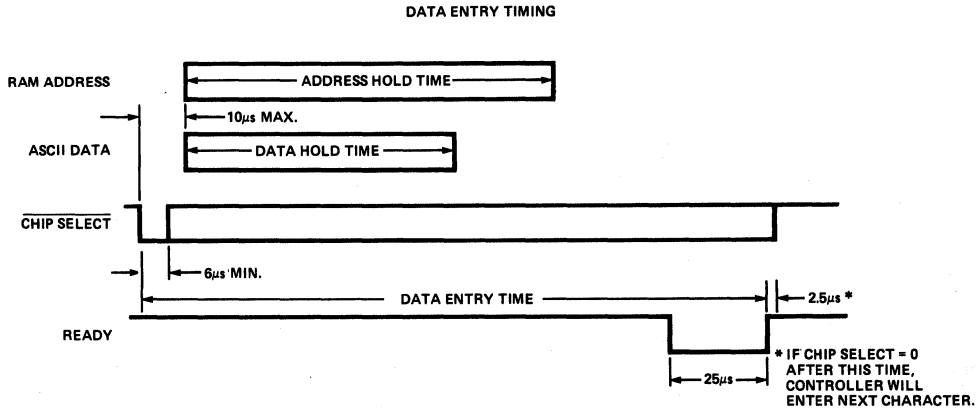 DATA ENTRY TIMING
RAM ADDRESS
ADDRESS HOLD TIME
10μs MAX.
ASCII DATA
DATA HOLD TIME
CHIP SELECT
6μs MIN.
DATA ENTRY TIME
2.5μs *
READY
25μs
* IF CHIP SELECT = 0
AFTER THIS TIME,
CONTROLLER WILL
ENTER NEXT CHARACTER.